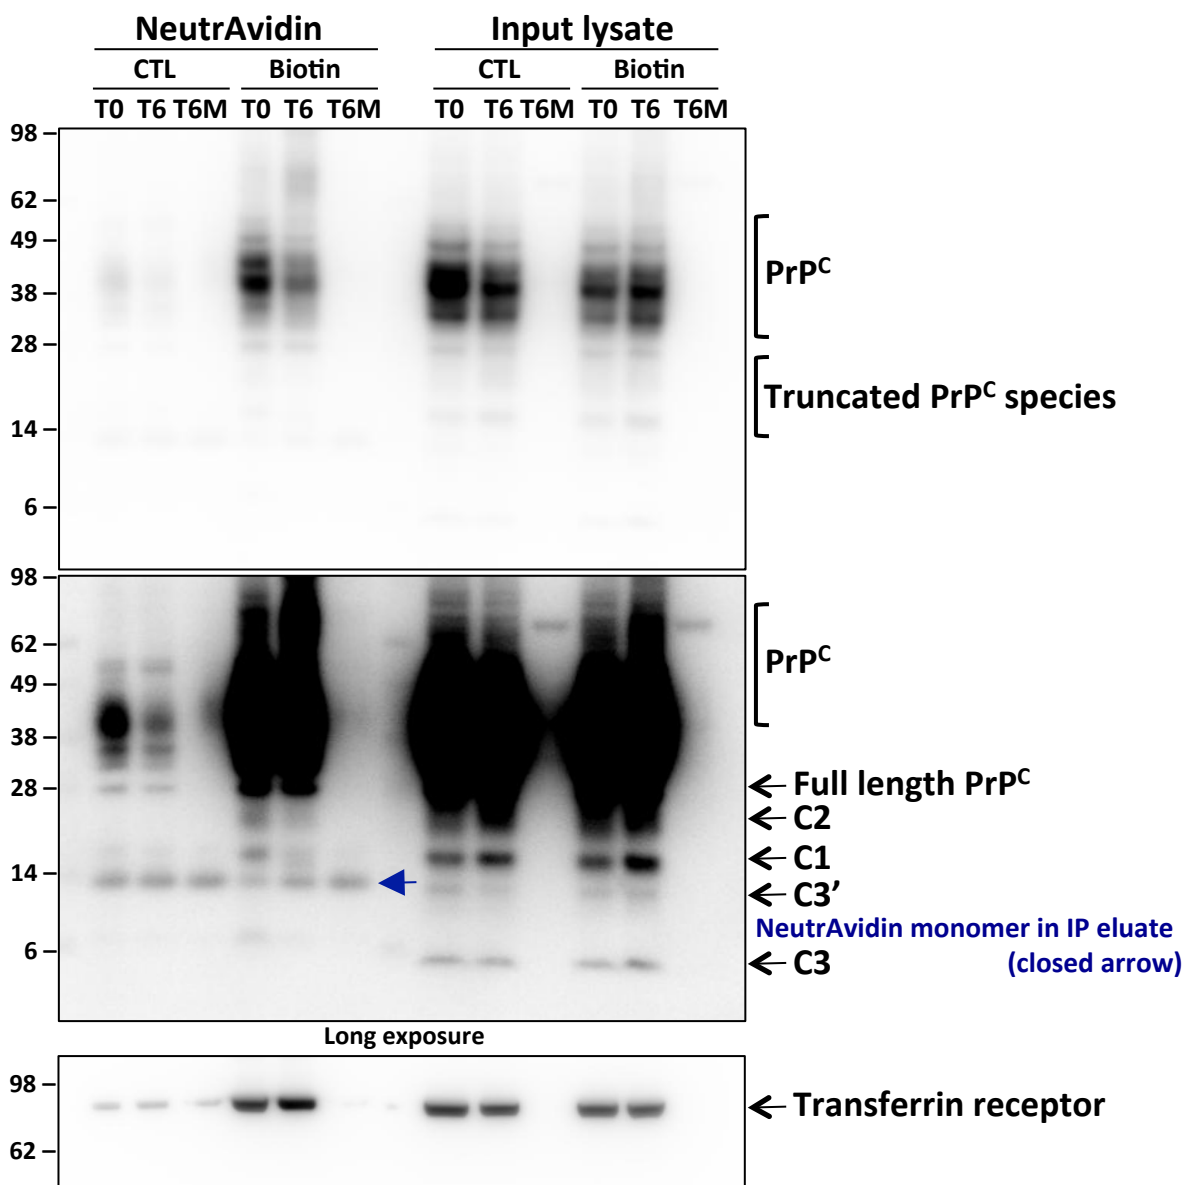 NeutrAvidin Input lysate
CTL Biotin CTL Biotin
T0 T6 T6M T0 T6 T6M T0 T6 T6M T0 T6 T6M
98
62
49
PrPC
38
28
Truncated PrPC species
14
6
98
62
PrPC
49
38
28
Full length PrPC
C2
C1
14
C3’
NeutrAvidin monomer in IP eluate
6
C3
(closed arrow)
Long exposure
98
Transferrin receptor
62